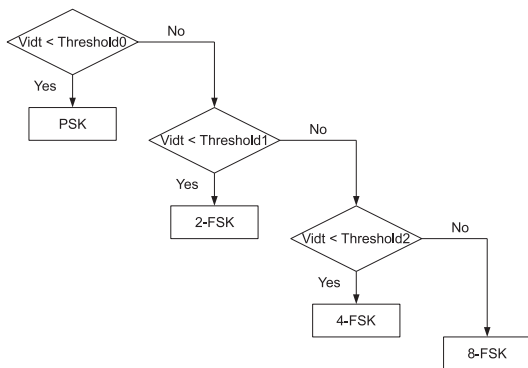 Vidt < Threshold0
No
Yes
PSK
Vidt < Threshold1
No
Yes
2-FSK
Vidt < Threshold2
No
Yes
4-FSK
8-FSK